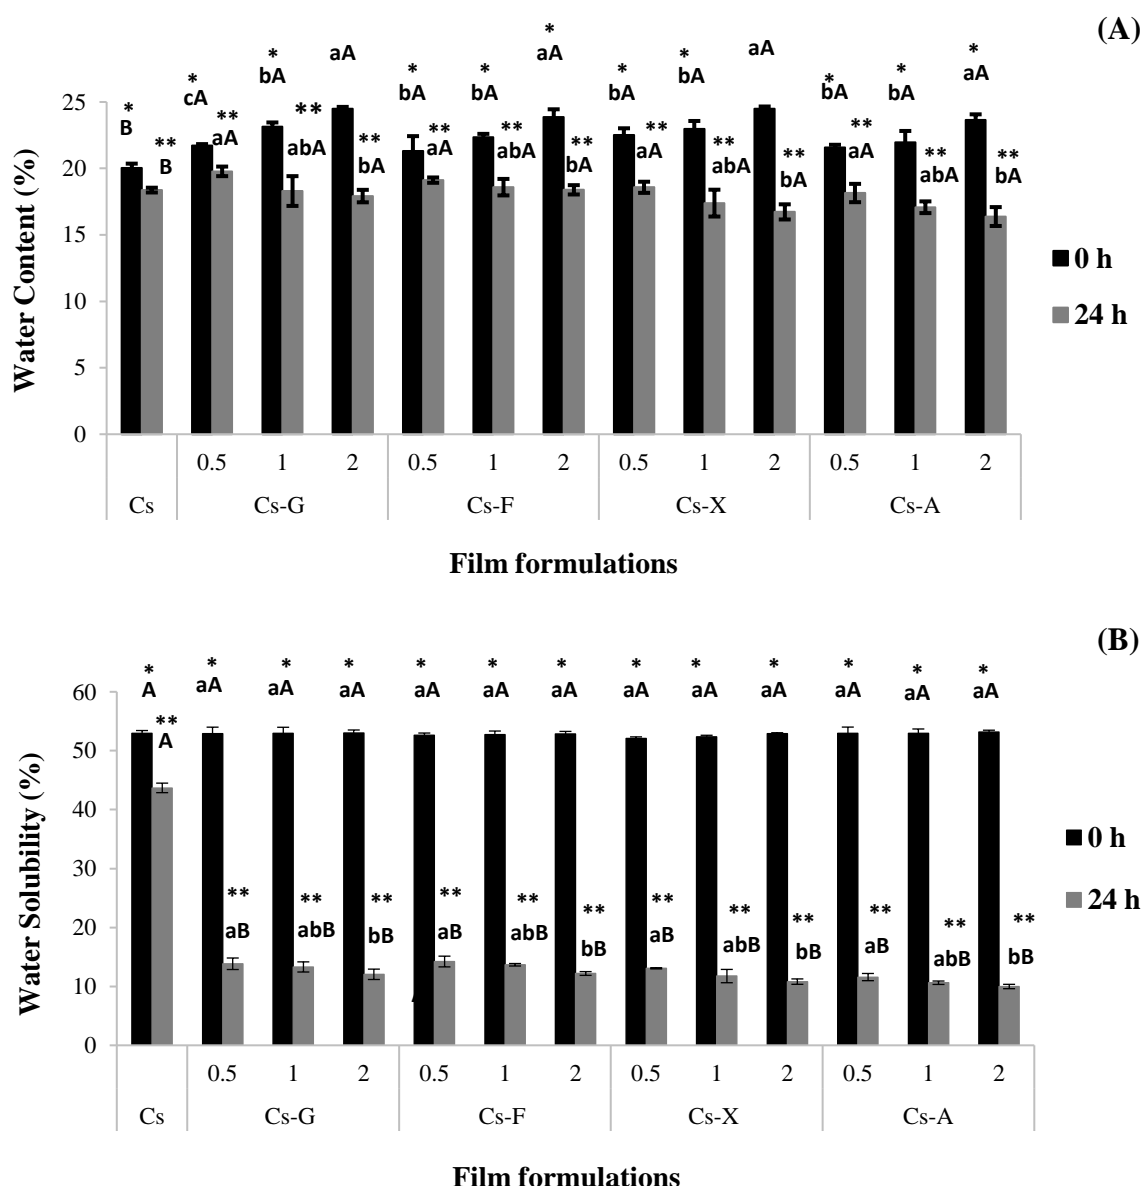 (A)
Water Content (%)
25
20
15
10
5
0
* B
** B
* cA
** aA
* bA
** abA
aA
** bA
* bA
** aA
* bA
** abA
* aA
** bA
* bA
** aA
* bA
** abA
aA
** bA
* bA
** aA
* bA
** abA
* aA
** bA
0 h
24 h
0.5 1 2 0.5 1 2 0.5 1 2 0.5 1 2
Cs Cs-G Cs-F Cs-X Cs-A
Film formulations
(B)
Water Solubility (%)
60
50
40
30
20
10
0
* * * * * * * * * * * * *
A aA aA aA aA aA aA aA aA aA aA aA aA
**
A
** ** ** ** ** ** ** ** ** ** ** **
aB abB bB aB abB bB aB abB bB aB abB bB
0 h
24 h
0.5 1 2 0.5 1 2 0.5 1 2 0.5 1 2
Cs Cs-G Cs-F Cs-X Cs-A
Film formulations